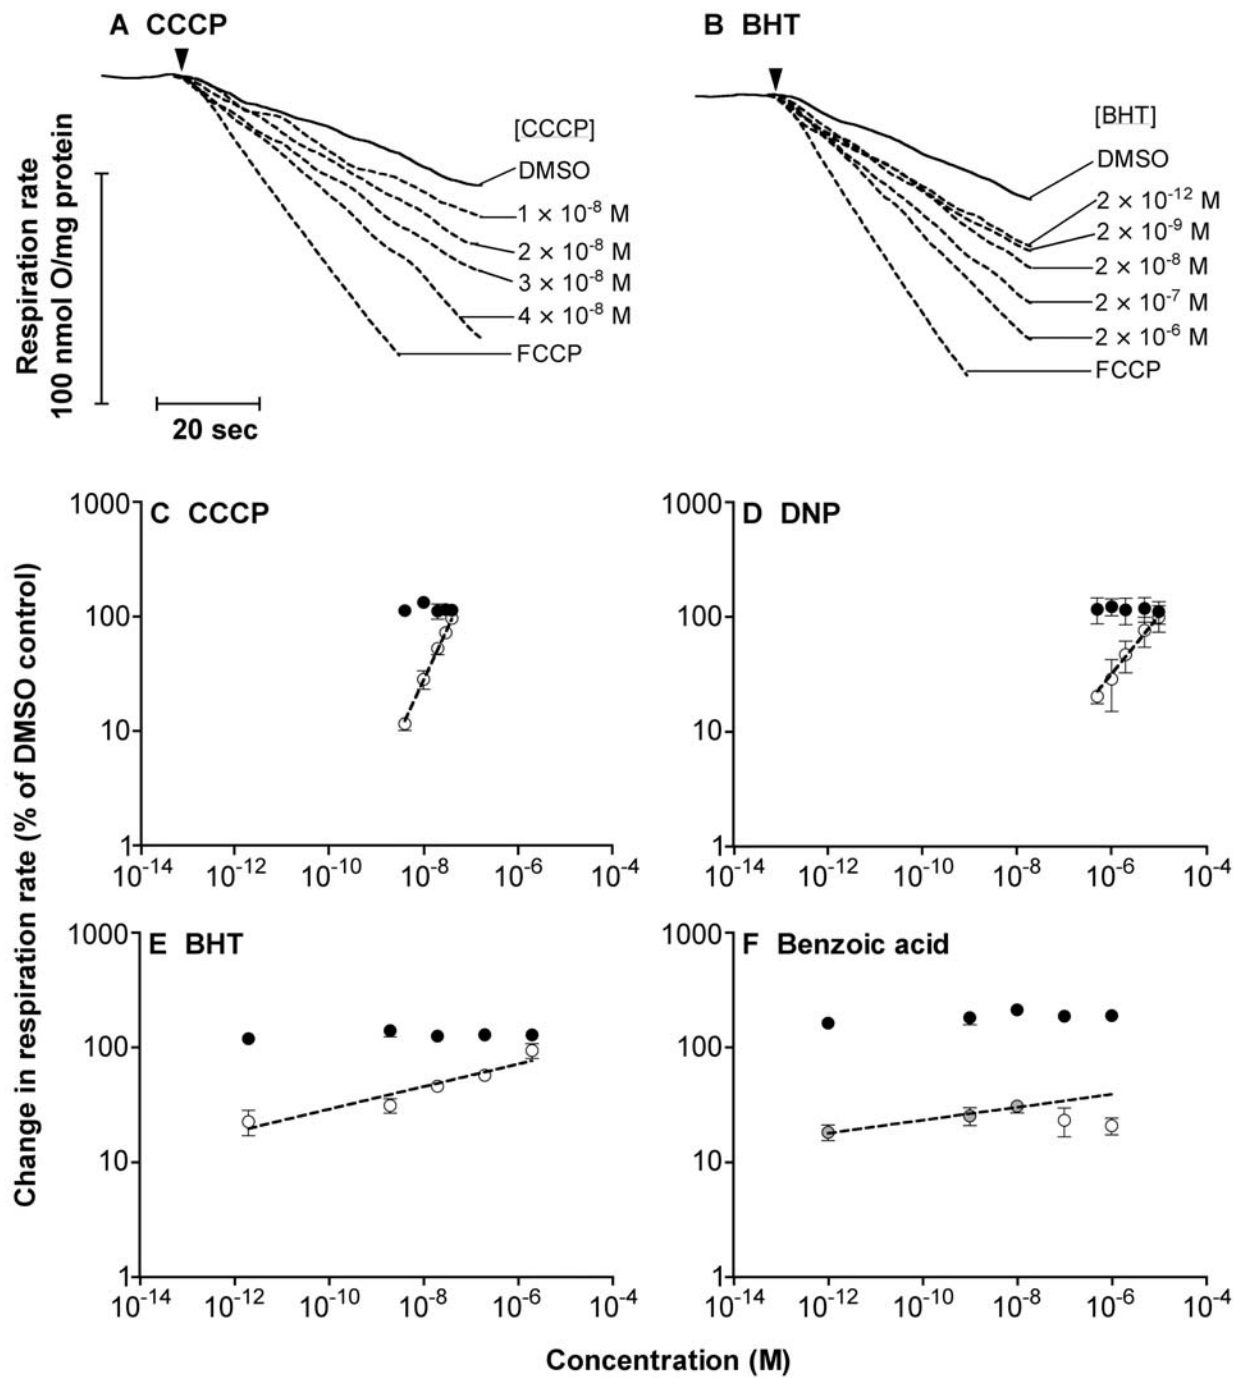 A CCCP
[CCCP]
DMSO
1 × 10⁻⁸ M
2 × 10⁻⁸ M
3 × 10⁻⁸ M
4 × 10⁻⁸ M
FCCP
Respiration rate
100 nmol O/mg protein
20 sec
B BHT
[BHT]
DMSO
2 × 10⁻¹² M
2 × 10⁻⁹ M
2 × 10⁻⁸ M
2 × 10⁻⁷ M
2 × 10⁻⁶ M
FCCP
Change in respiration rate (% of DMSO control)
C CCCP
1000
100
10
1
10⁻¹⁴ 10⁻¹² 10⁻¹⁰ 10⁻⁸ 10⁻⁶ 10⁻⁴
D DNP
1000
100
10
1
10⁻¹⁴ 10⁻¹² 10⁻¹⁰ 10⁻⁸ 10⁻⁶ 10⁻⁴
E BHT
1000
100
10
1
10⁻¹⁴ 10⁻¹² 10⁻¹⁰ 10⁻⁸ 10⁻⁶ 10⁻⁴
F Benzoic acid
1000
100
10
1
10⁻¹⁴ 10⁻¹² 10⁻¹⁰ 10⁻⁸ 10⁻⁶ 10⁻⁴
Concentration (M)